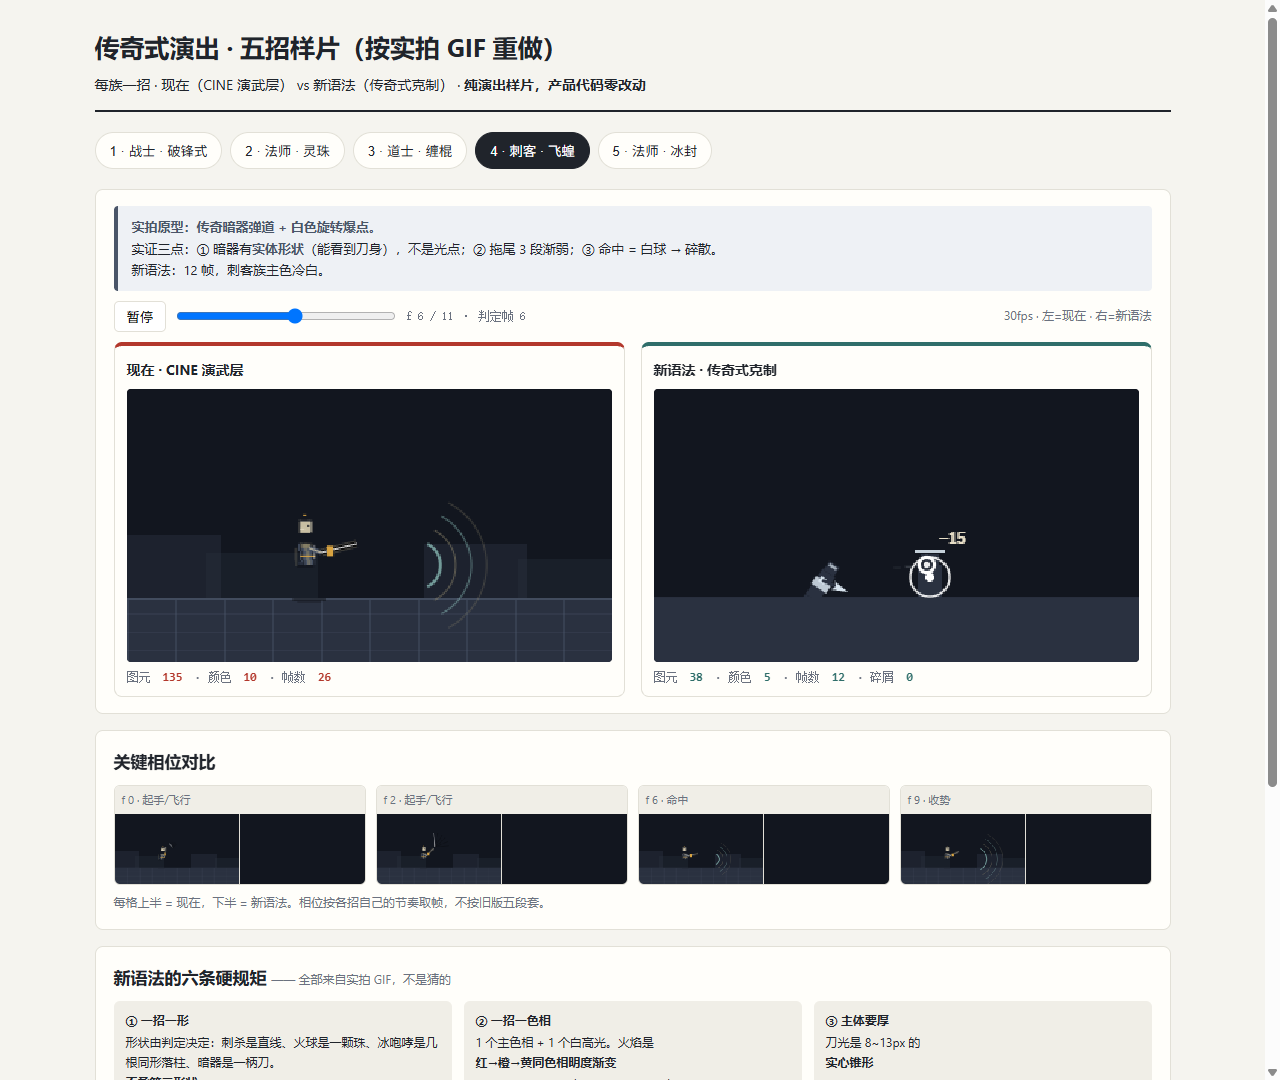 传奇式演出 · 五招样片（按实拍 GIF 重做）
每族一招 · 现在（CINE 演武层） vs 新语法（传奇式克制） · 纯演出样片，产品代码零改动
1 · 战士 · 破锋式
2 · 法师 · 灵珠
3 · 道士 · 缠棍
4 · 刺客 · 飞蝗
5 · 法师 · 冰封
实拍原型：传奇暗器弹道 + 白色旋转爆点。
实证三点：① 暗器有实体形状（能看到刀身），不是光点；② 拖尾 3 段渐弱；③ 命中 = 白球 → 碎散。
新语法：12 帧，刺客族主色冷白。
暂停
f 6 / 11 · 判定帧 6
30fps · 左=现在 · 右=新语法
现在 · CINE 演武层
新语法 · 传奇式克制
−15
图元 135 · 颜色 10 · 帧数 26
图元 38 · 颜色 5 · 帧数 12 · 碎屑 0
关键相位对比
f 0 · 起手/飞行
f 2 · 起手/飞行
f 6 · 命中
f 9 · 收势
每格上半 = 现在，下半 = 新语法。相位按各招自己的节奏取帧，不按旧版五段套。
新语法的六条硬规矩 —— 全部来自实拍 GIF，不是猜的
① 一招一形
形状由判定决定：刺杀是直线、火球是一颗珠、冰咆哮是几
根同形落柱、暗器是一柄刀。
② 一招一色相
1 个主色相 + 1 个白高光。火焰是
红→橙→黄同色相明度渐变
③ 主体要厚
刀光是 8~13px 的
实心锥形